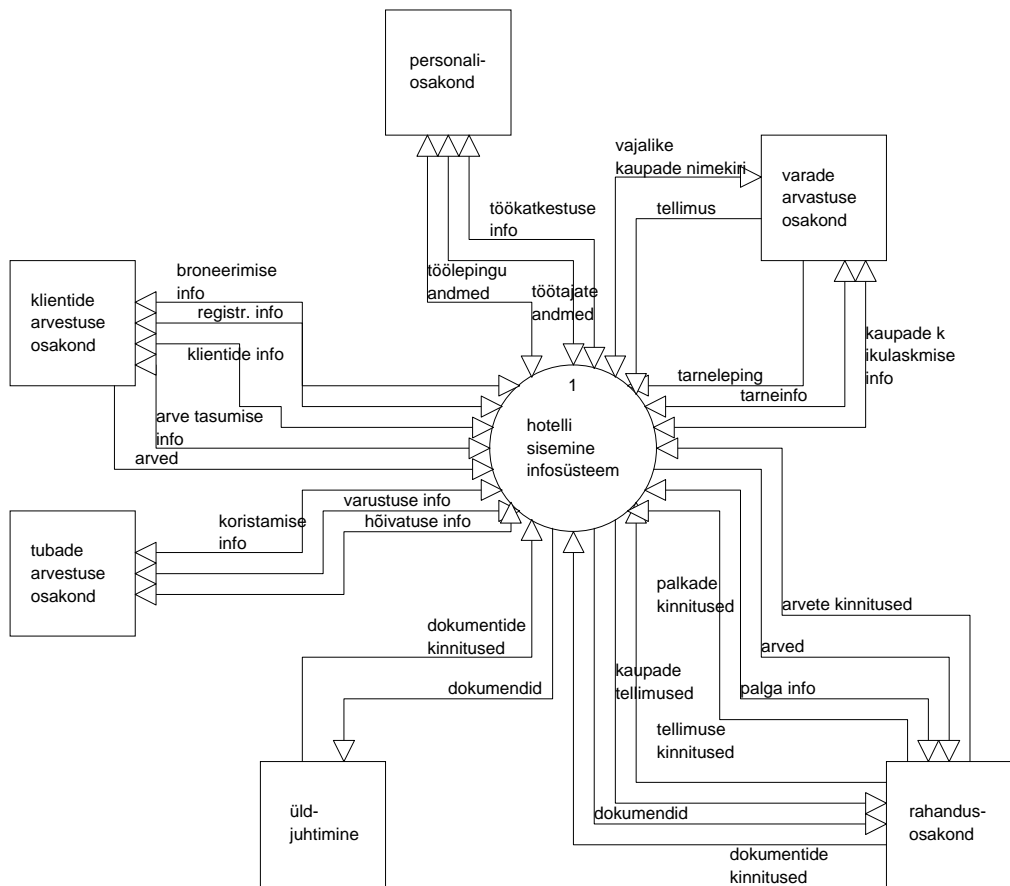 personali-
osakond
vajalike
kaupade nimekiri
varade
arvastuse
osakond
tellimus
töökatkestuse
info
töölepingu
andmed
töötajate
andmed
broneerimise
info
registr. info
klientide info
klientide
arvestuse
osakond
arve tasumise
info
arved
kaupade k
ikulaskmise
info
tarneleping
tarneinfo
1
hotelli
sisemine
infosüsteem
koristamise
info
varustuse info
hõivatuse info
tubade
arvestuse
osakond
dokumentide
kinnitused
dokumendid
palkade
kinnitused
arvete kinnitused
arved
kaupade
tellimused
palga info
tellimuse
kinnitused
üld-
juhtimine
dokumendid
rahandus-
osakond
dokumentide
kinnitused